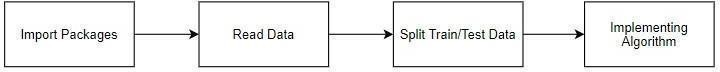 Import Packages
Read Data
Split Train/Test Data
Implementing
Algorithm